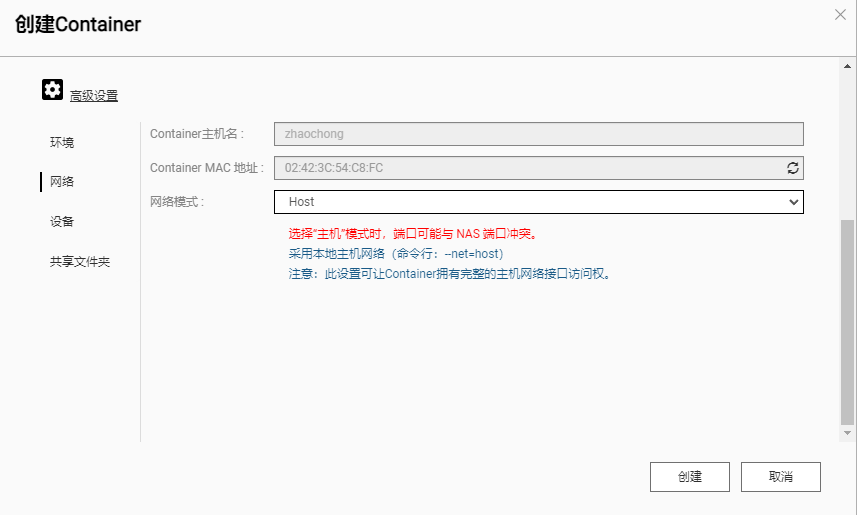 创建Container
高级设置
环境
网络
设备
共享文件夹
Container主机名 :
zhaochong
Container MAC 地址 :
02:42:3C:54:C8:FC
网络模式 :
Host
选择“主机”模式时，端口可能与 NAS 端口冲突。
采用本地主机网络（命令行：--net=host）
注意：此设置可让Container拥有完整的主机网络接口访问权。
创建
取消